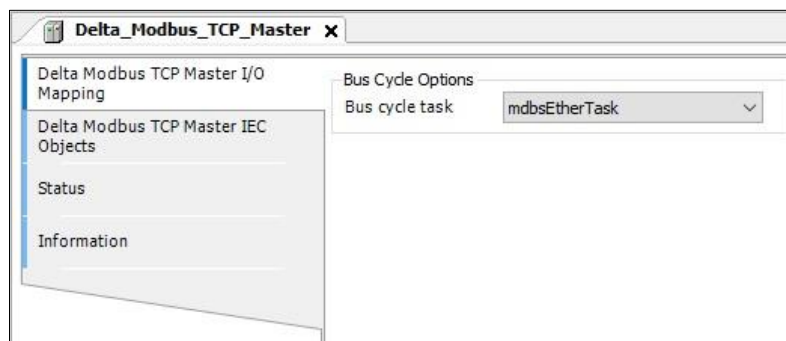 Delta_Modbus_TCP_Master
Delta Modbus TCP Master I/O
Mapping
Delta Modbus TCP Master IEC
Objects
Status
Information
Bus Cycle Options
Bus cycle task
mdbsEtherTask